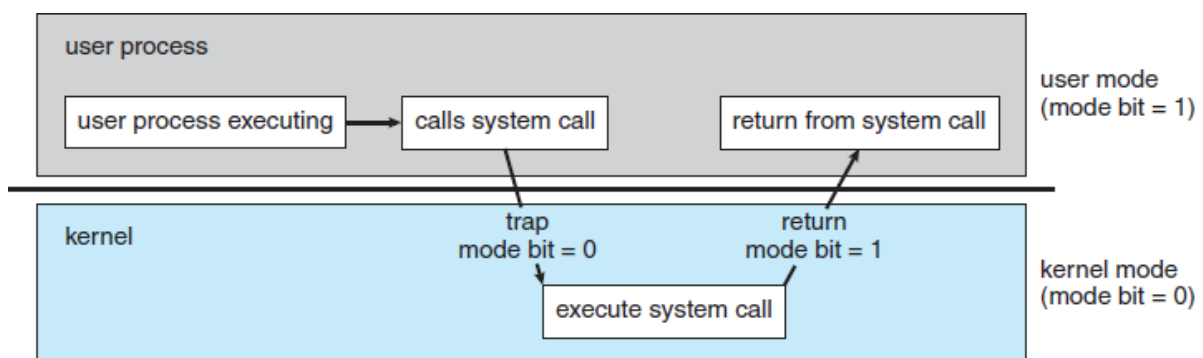 user process
user process executing
calls system call
return from system call
user mode
(mode bit = 1)
kernel
trap
mode bit = 0
return
mode bit = 1
execute system call
kernel mode
(mode bit = 0)